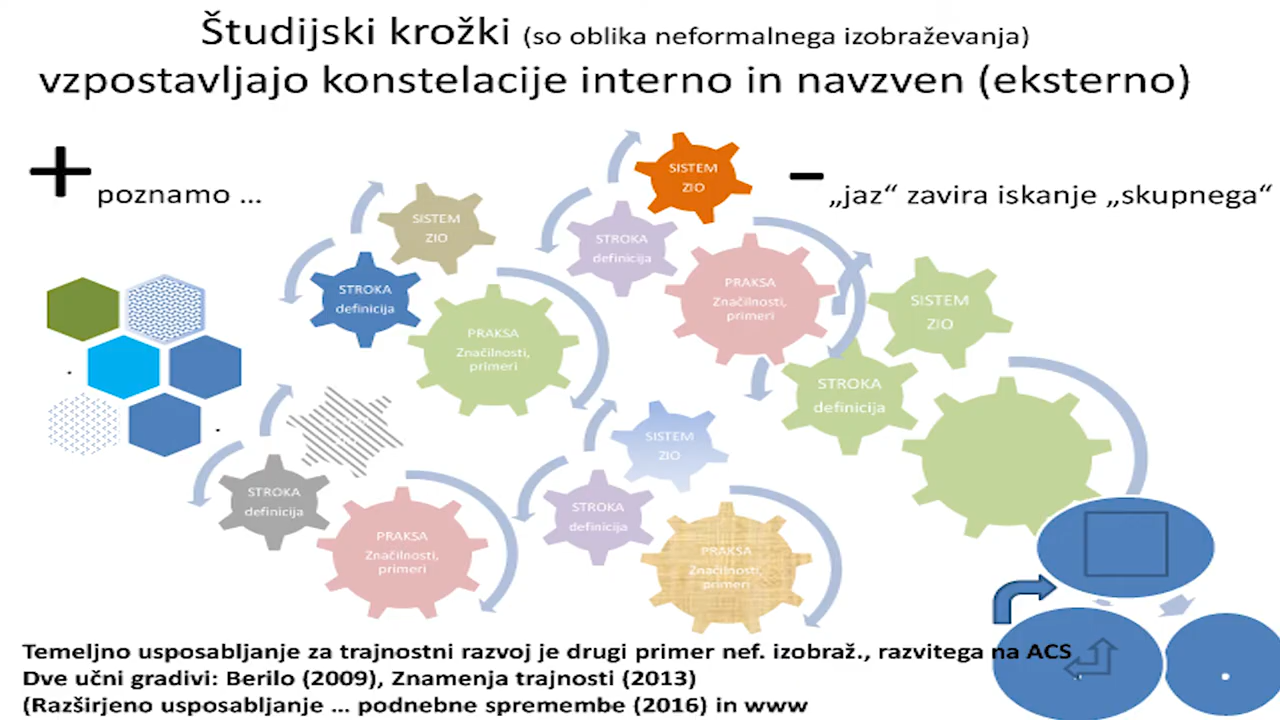 Študijski krožki (so oblika neformalnega izobraževanja)
vzpostavljajo konstelacije interno in navzven (eksterno)
+ poznamo ...
- „jaz“ zavira iskanje „skupnega“
SISTEM
ZIO
STROKA
definicija
PRAKSA
Značilnosti,
primeri
SISTEM
ZIO
STROKA
definicija
PRAKSA
Značilnosti,
primeri
SISTEM
ZIO
STROKA
definicija
STROKA
definicija
PRAKSA
Značilnosti,
primeri
SISTEM
ZIO
STROKA
definicija
PRAKSA
Značilnosti,
primeri
Temeljno usposabljanje za trajnostni razvoj je drugi primer nef. izobraž., razvitega na ACS
Dve učni gradivi: Berilo (2009), Znamenja trajnosti (2013)
(Razširjeno usposabljanje ... podnebne spremembe (2016) in www